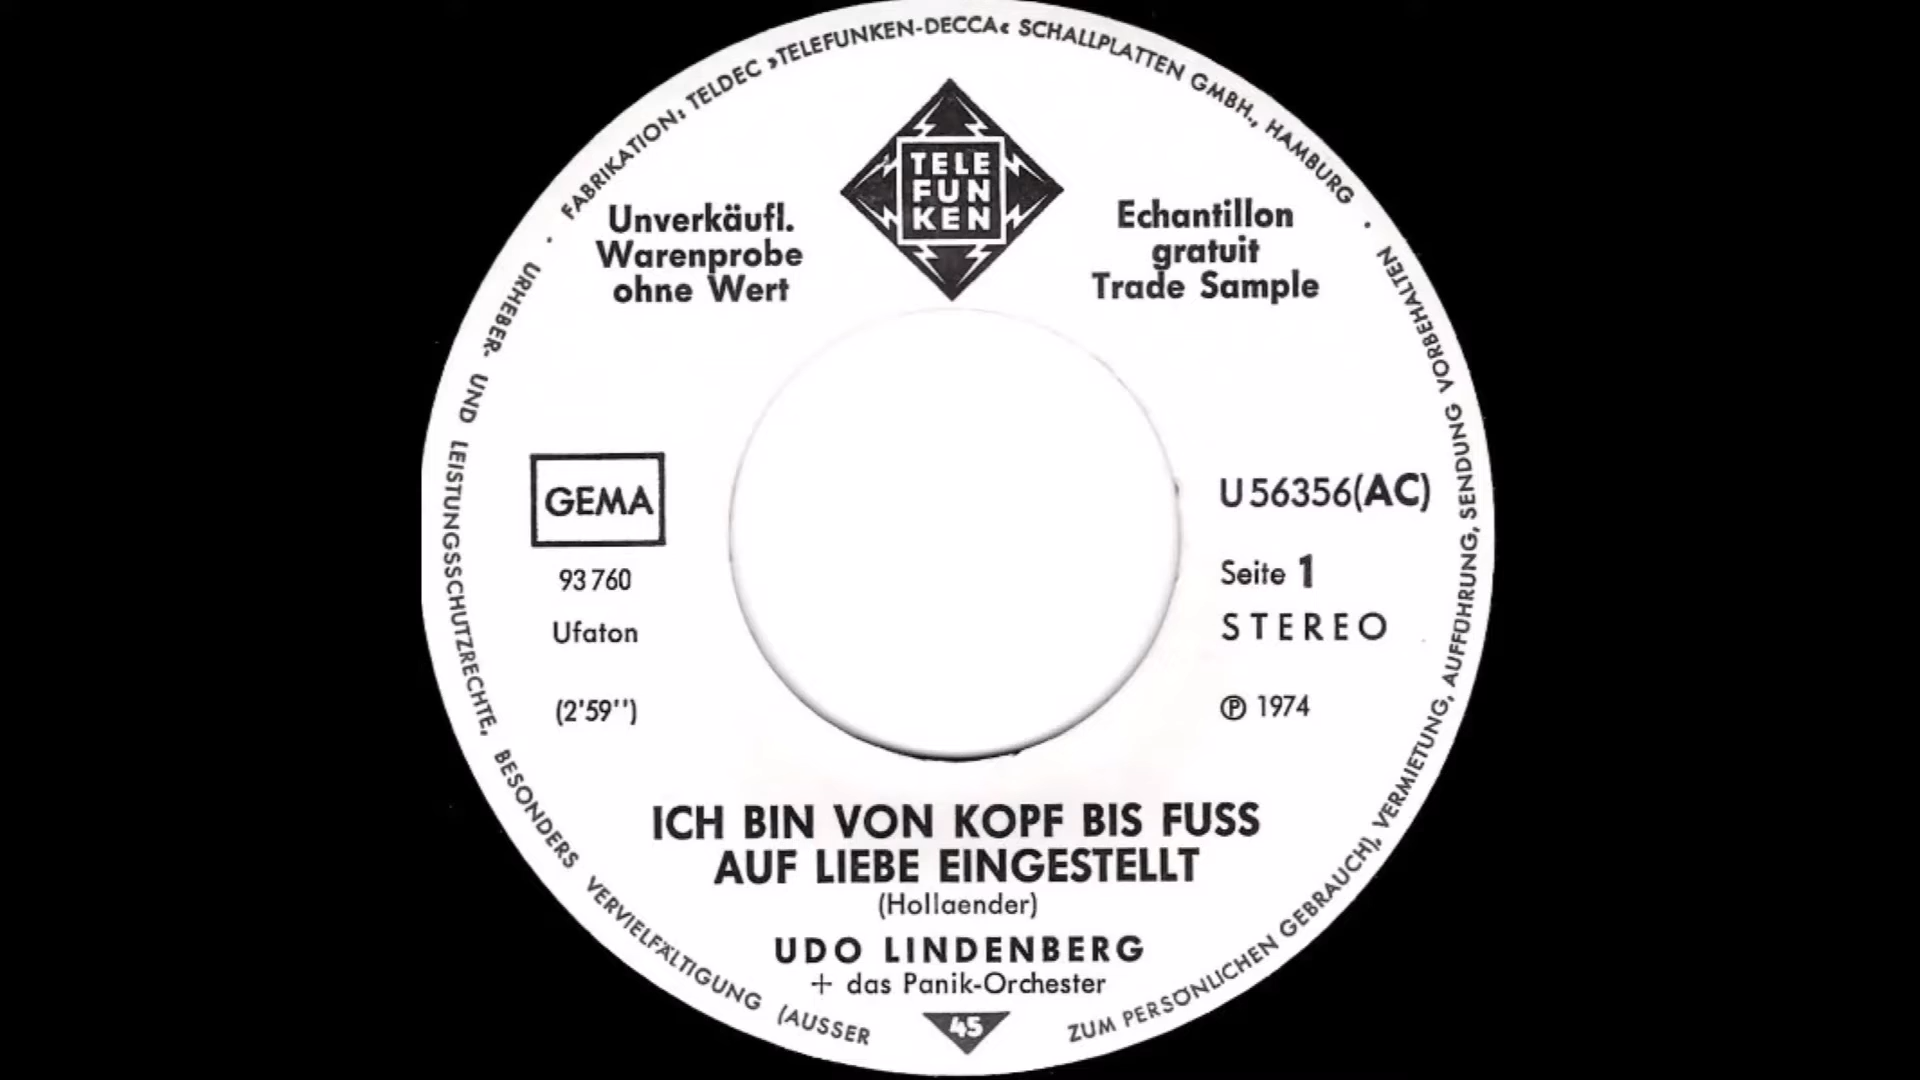 FABRIKATION: TELDEC »TELEFUNKEN-DECCA« SCHALLPLATTEN GMBH., HAMBURG ·
URHEBER- UND LEISTUNGSSCHUTZRECHTE, BESONDERS VERVIELFÄLTIGUNG (AUSSER ZUM PERSÖNLICHEN GEBRAUCH), VERMIETUNG, AUFFÜHRUNG, SENDUNG VORBEHALTEN ·
TELE
FUN
KEN
Unverkäufl.
Warenprobe
ohne Wert
Echantillon
gratuit
Trade Sample
GEMA
93 760
Ufaton
(2'59'')
U 56356(AC)
Seite 1
STEREO
℗ 1974
ICH BIN VON KOPF BIS FUSS
AUF LIEBE EINGESTELLT
(Hollaender)
UDO LINDENBERG
+ das Panik-Orchester
45